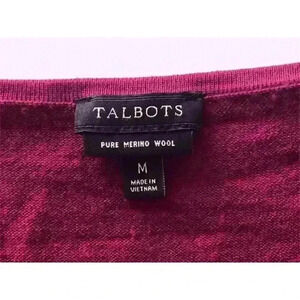 TALBOTS
PURE MERINO WOOL
M
MADE IN
VIETNAM